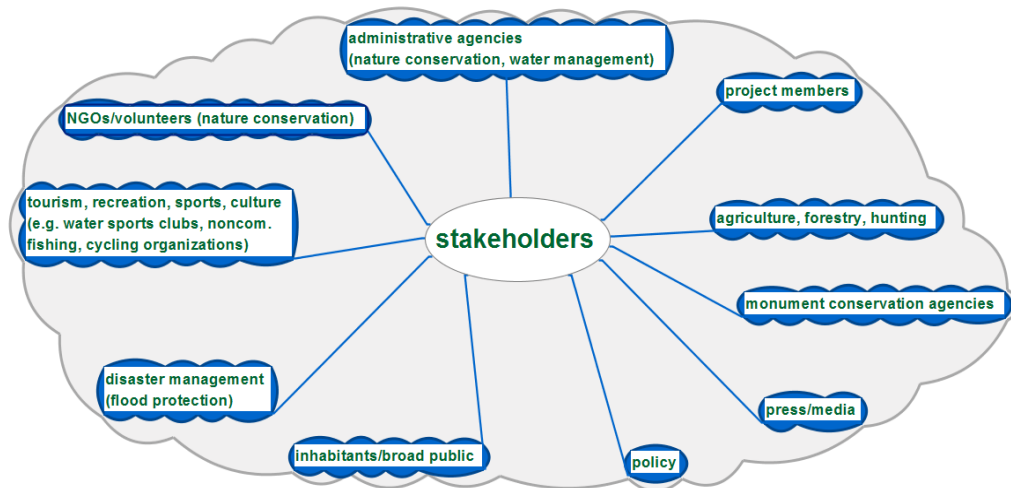 administrative agencies
(nature conservation, water management)
project members
NGOs/volunteers (nature conservation)
tourism, recreation, sports, culture
(e.g. water sports clubs, noncom.
fishing, cycling organizations)
agriculture, forestry, hunting
stakeholders
monument conservation agencies
disaster management
(flood protection)
press/media
inhabitants/broad public
policy